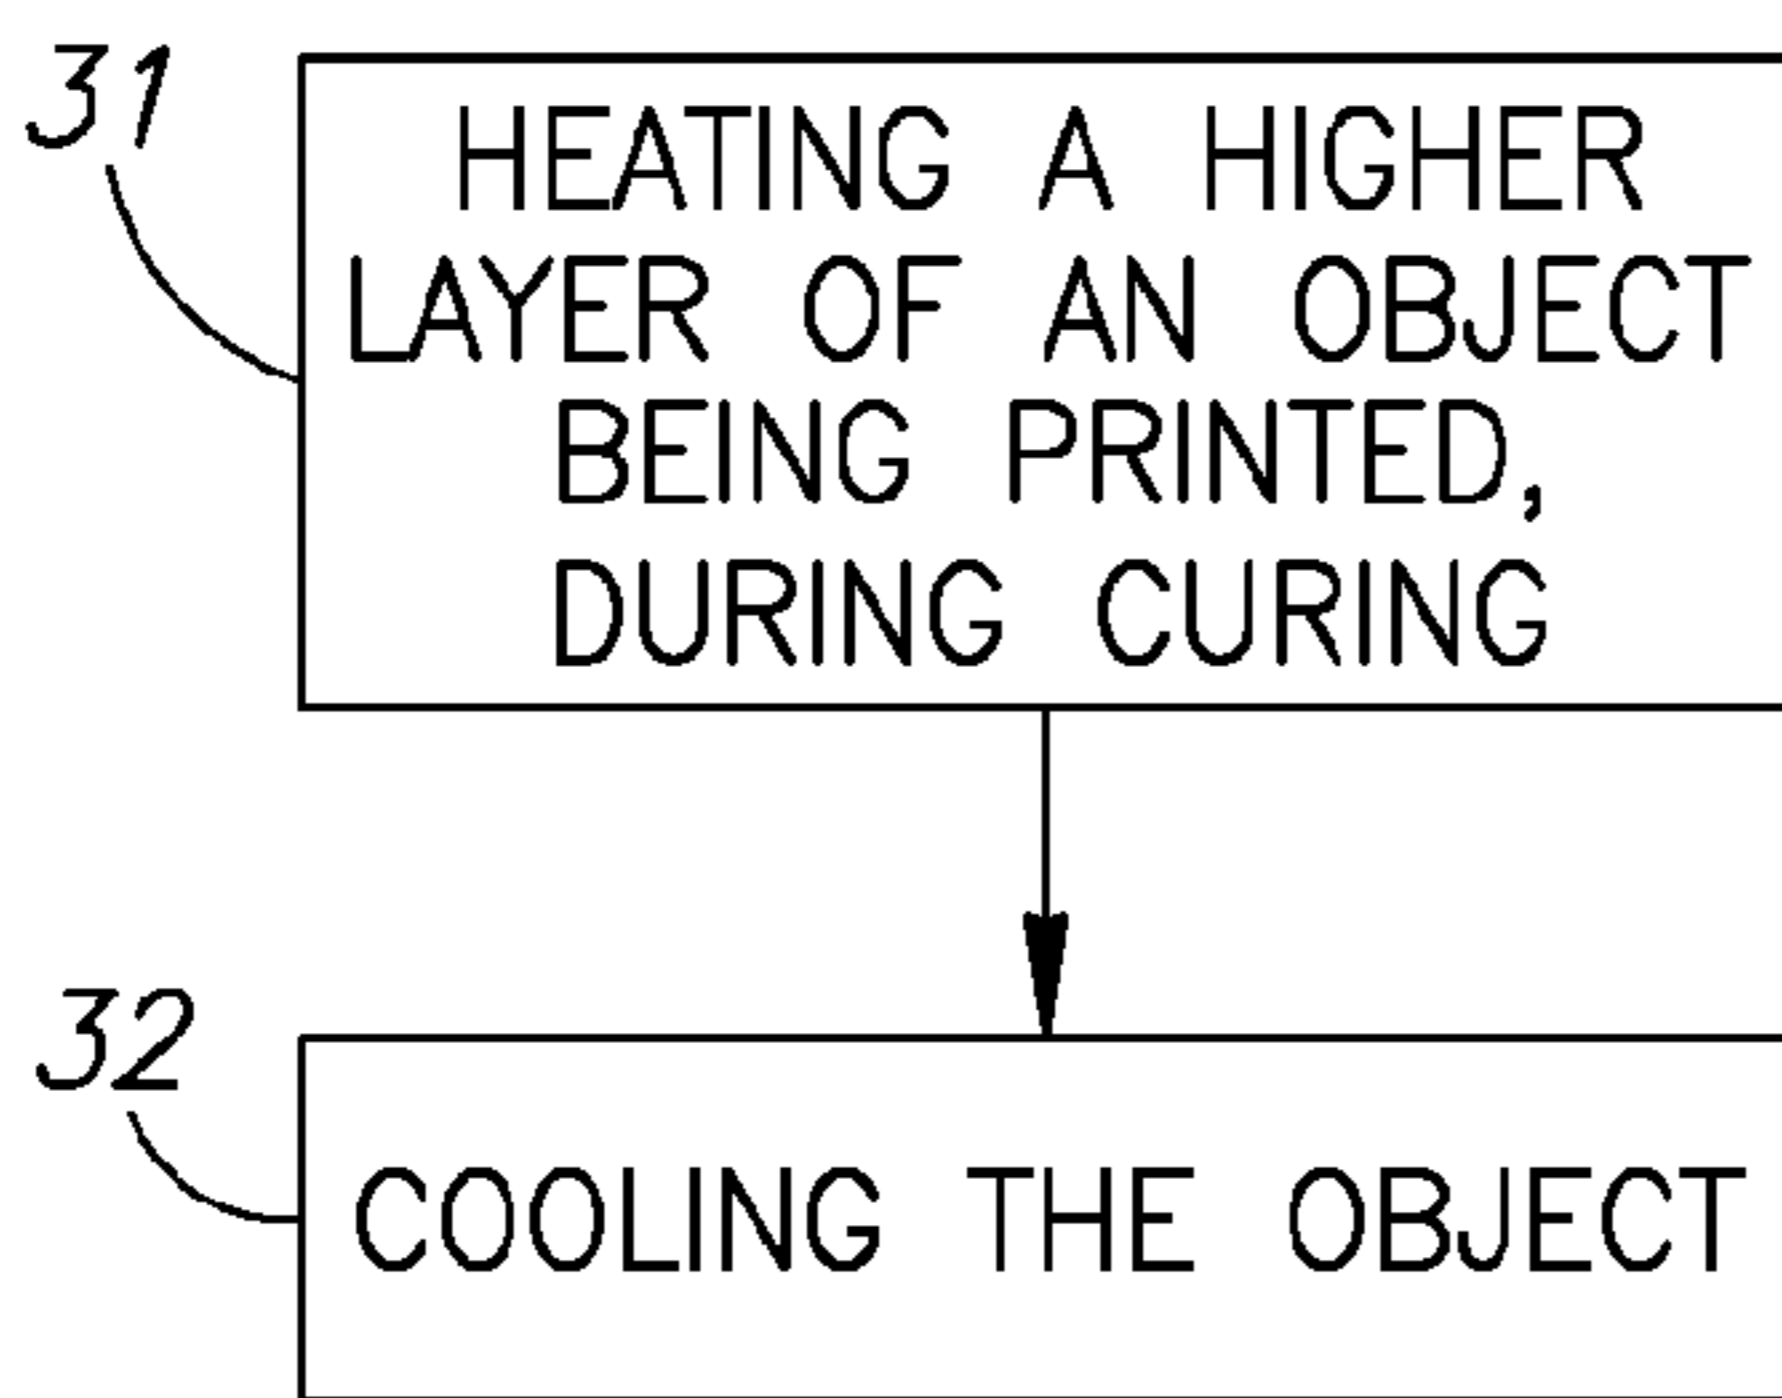 31
HEATING A HIGHER
LAYER OF AN OBJECT
BEING PRINTED,
DURING CURING
32
COOLING THE OBJECT